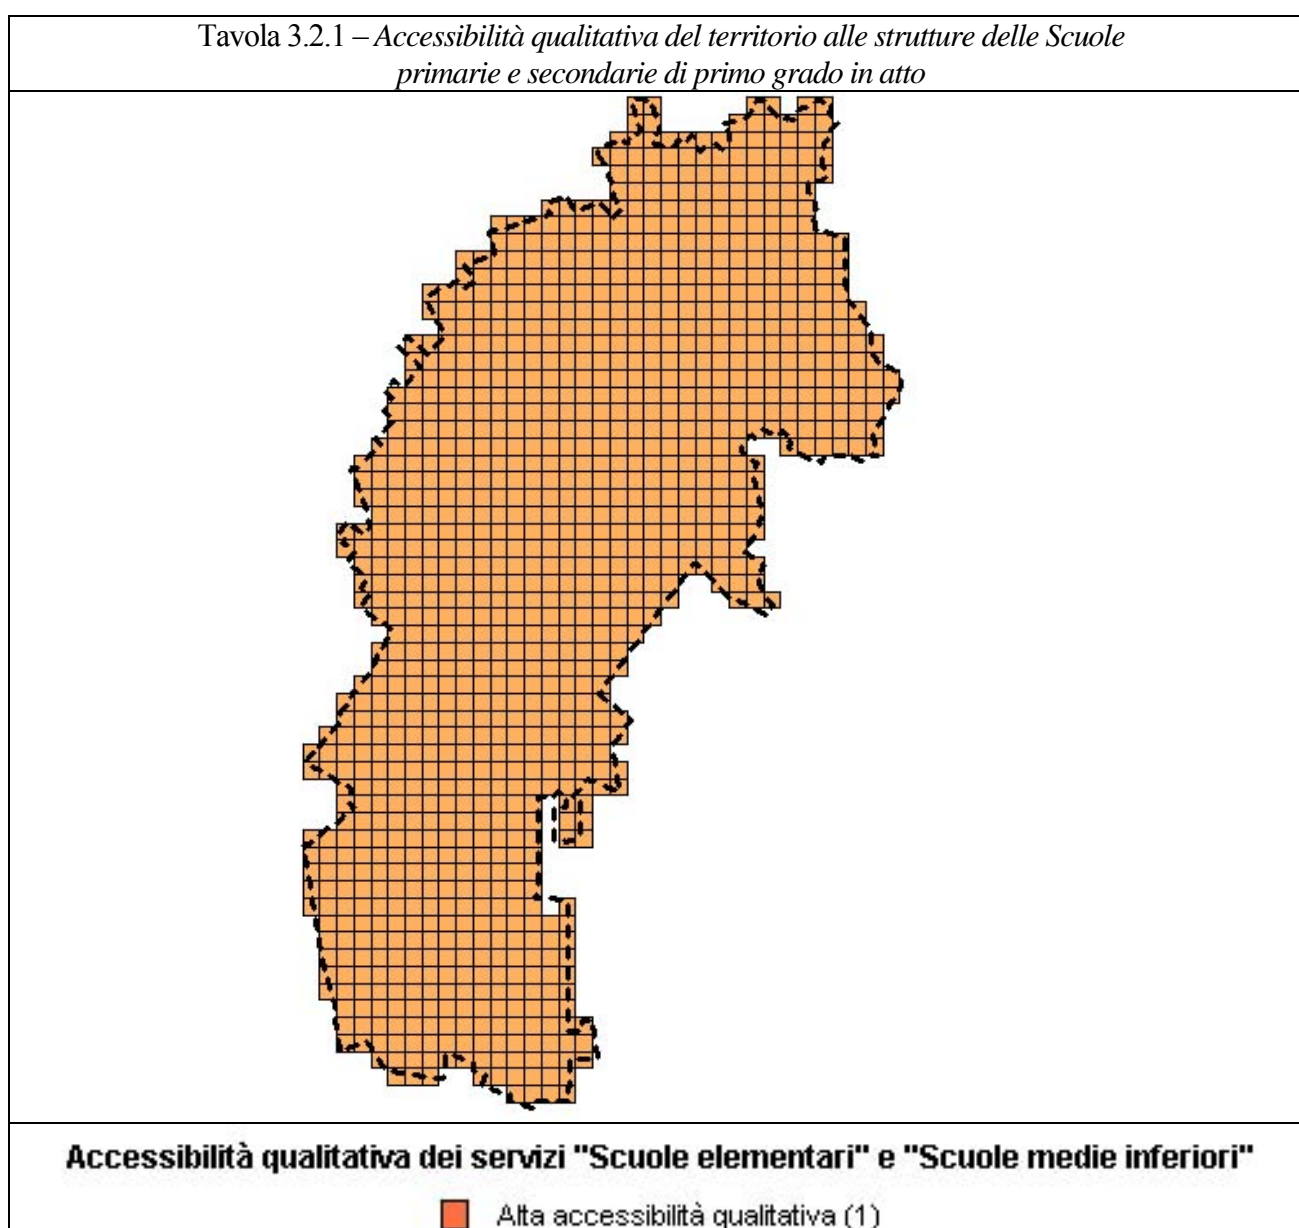 Tavola 3.2.1 – Accessibilità qualitativa del territorio alle strutture delle Scuole
primarie e secondarie di primo grado in atto
Accessibilità qualitativa dei servizi "Scuole elementari" e "Scuole medie inferiori"
Alta accessibilità qualitativa (1)